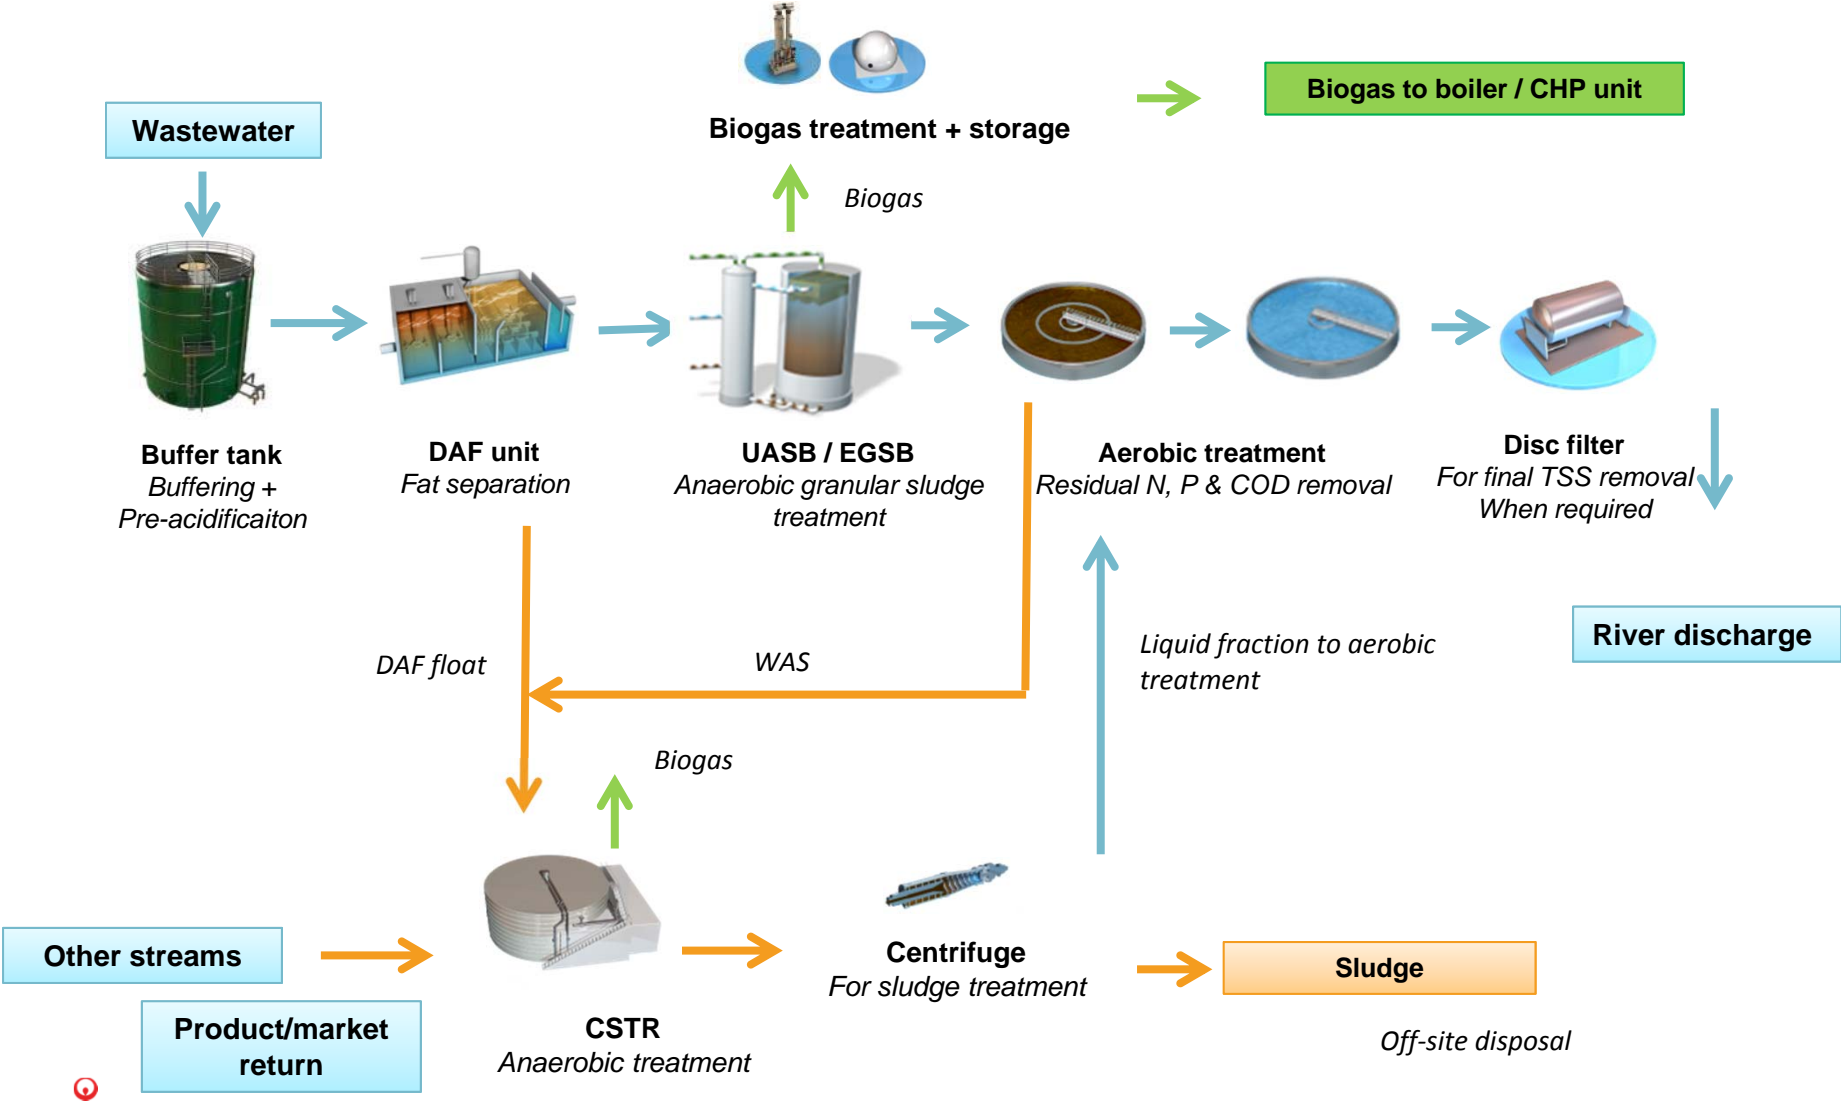 Wastewater
Biogas treatment + storage
Biogas to boiler / CHP unit
Biogas
Buffer tank
Buffering +
Pre-acidificaiton
DAF unit
Fat separation
UASB / EGSB
Anaerobic granular sludge
treatment
Aerobic treatment
Residual N, P & COD removal
Disc filter
For final TSS removal
When required
River discharge
DAF float
WAS
Liquid fraction to aerobic
treatment
Biogas
Other streams
Product/market
return
CSTR
Anaerobic treatment
Centrifuge
For sludge treatment
Sludge
Off-site disposal